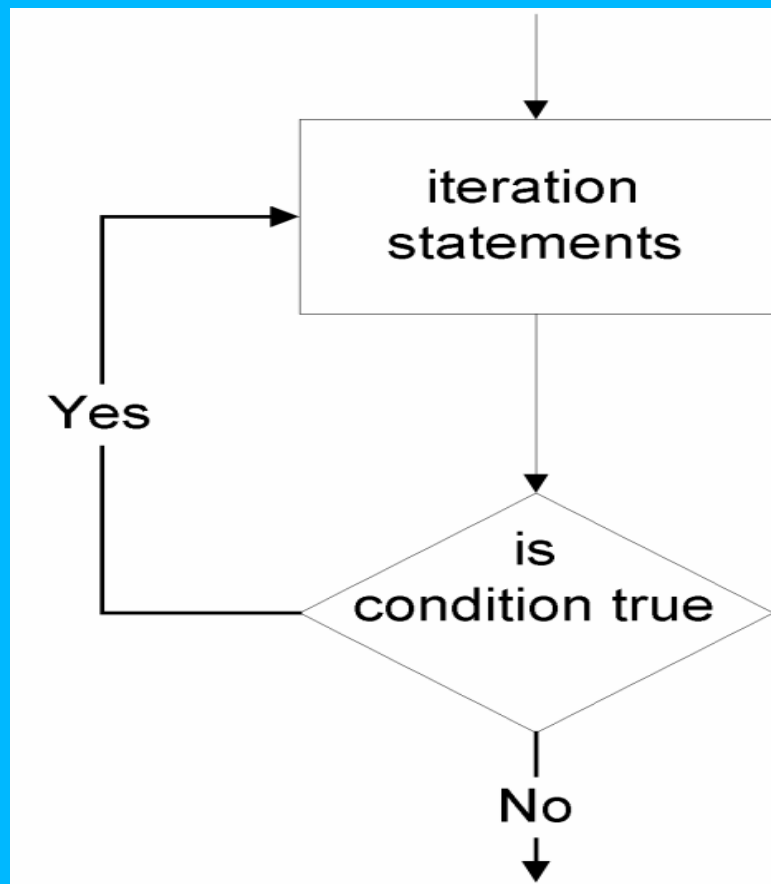 iteration
statements
Yes
is
condition true
No